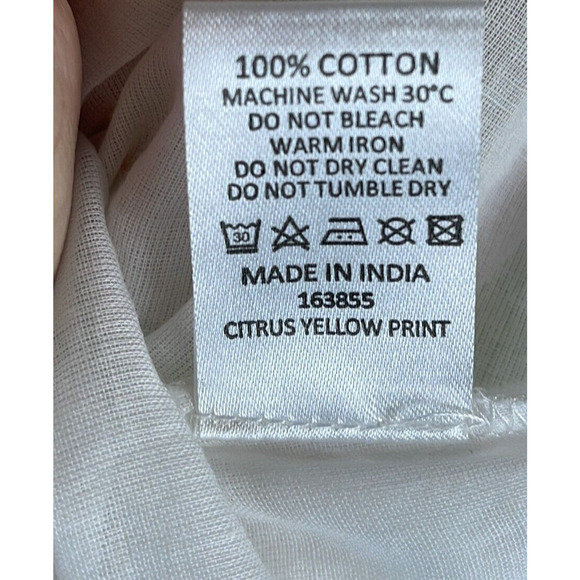 100% COTTON
MACHINE WASH 30°C
DO NOT BLEACH
WARM IRON
DO NOT DRY CLEAN
DO NOT TUMBLE DRY
30
MADE IN INDIA
163855
CITRUS YELLOW PRINT